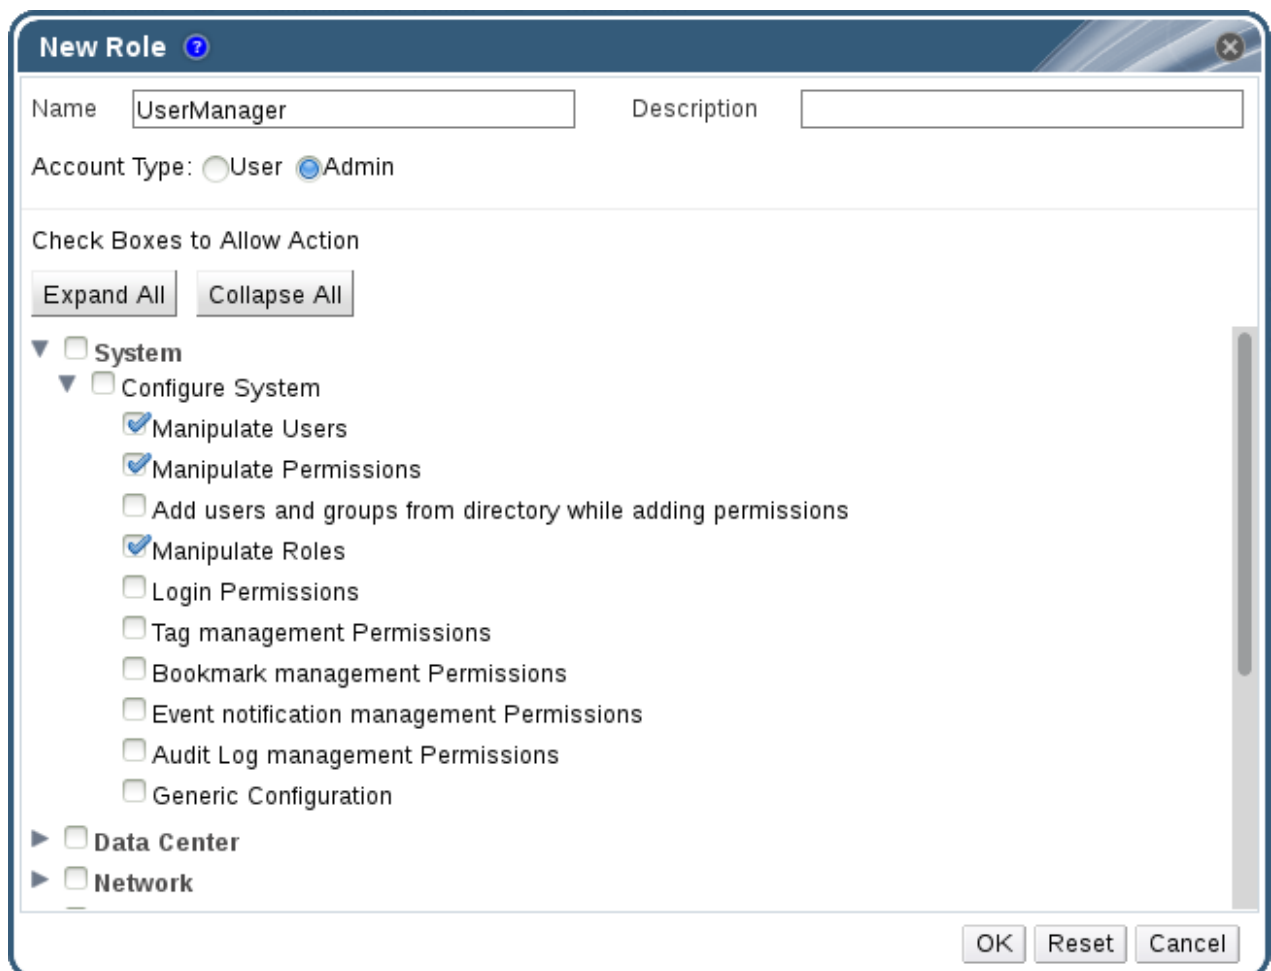 New Role ?
Name UserManager Description
Account Type: User Admin
Check Boxes to Allow Action
Expand All Collapse All
System
Configure System
Manipulate Users
Manipulate Permissions
Add users and groups from directory while adding permissions
Manipulate Roles
Login Permissions
Tag management Permissions
Bookmark management Permissions
Event notification management Permissions
Audit Log management Permissions
Generic Configuration
Data Center
Network
OK Reset Cancel